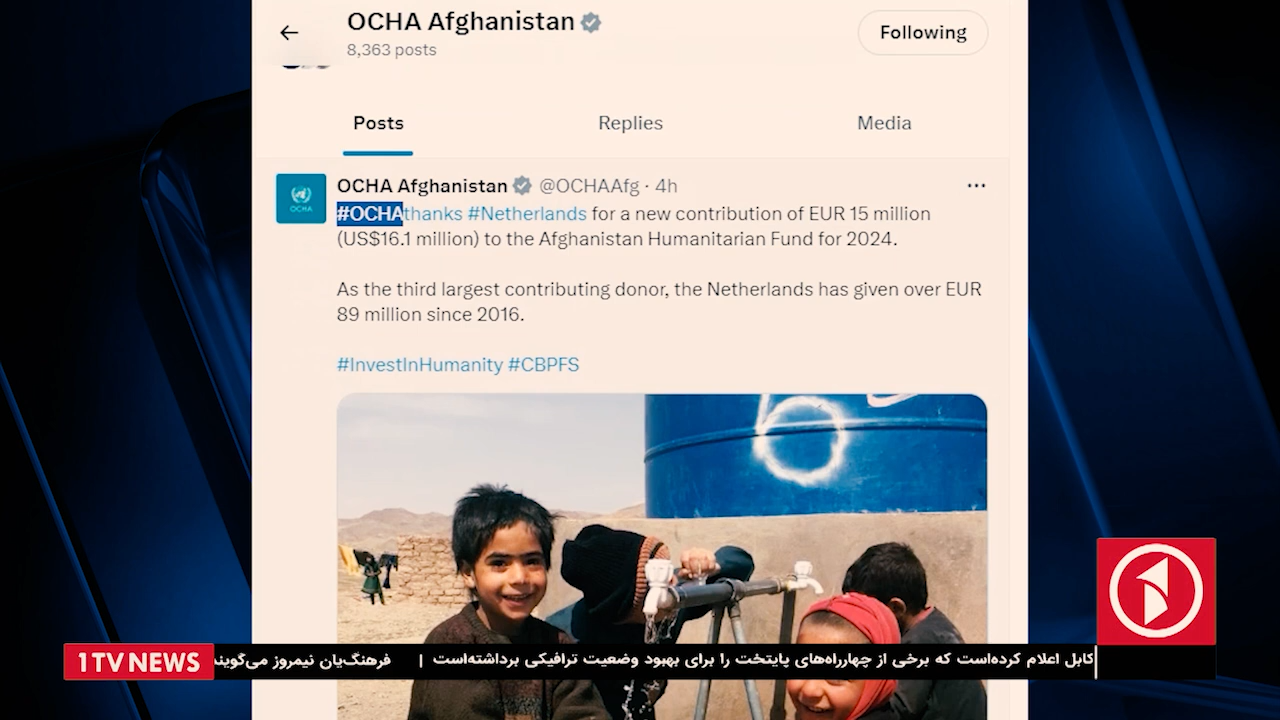 OCHA Afghanistan
8,363 posts
Following
Posts
Replies
Media
OCHA Afghanistan @OCHAAfg · 4h
OCHA
#OCHAthanks #Netherlands for a new contribution of EUR 15 million
(US$16.1 million) to the Afghanistan Humanitarian Fund for 2024.
As the third largest contributing donor, the Netherlands has given over EUR
89 million since 2016.
#InvestInHumanity #CBPFS
1TV NEWS
کابل اعلام کرده‌است که برخی از چهارراه‌های پایتخت را برای بهبود وضعیت ترافیکی برداشته‌است | فرهنگ‌یان نیمروز می‌گویند